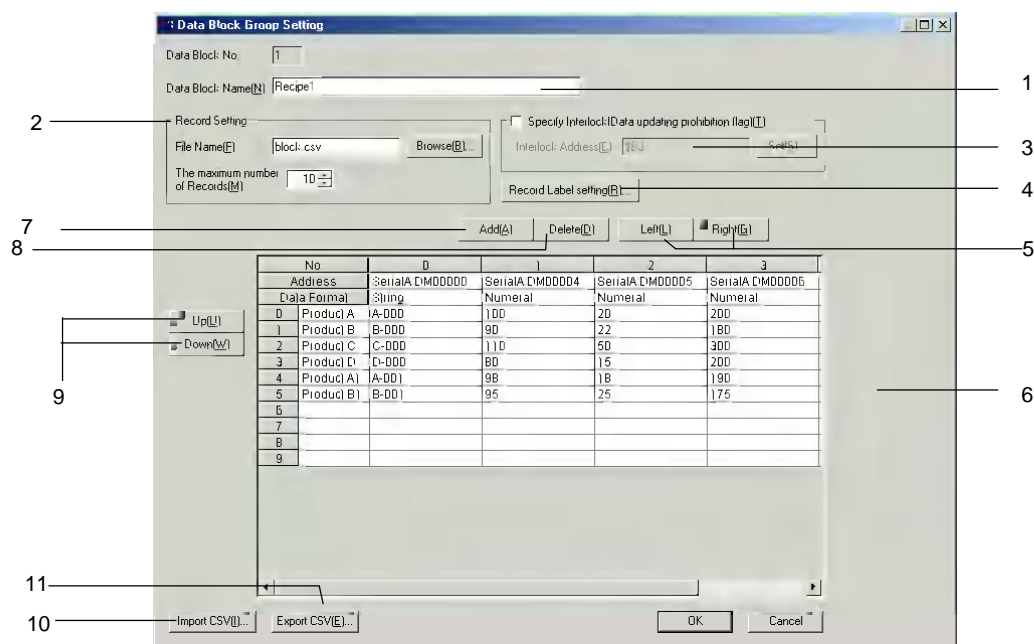 Data Block Group Setting
Data Block No. 1
Data Block Name(N) Recipe1
1
2
Record Setting
Specify Interlock(Data updating prohibition flag)(T)
File Name(F) block.csv Browse(B)...
Interlock Address(L) Set(S)
3
The maximum number
of Records(M) 10
Record Label setting(R)...
4
7
Add(A) Delete(D) Left(L) Right(G)
5
8
No 0 1 2 3
Address SerialA:DM00000 SerialA:DM00004 SerialA:DM00005 SerialA:DM00006
Data Format String Numeral Numeral Numeral
0 Product A A-000 100 20 200
1 Product B B-000 90 22 180
2 Product C C-000 110 50 300
3 Product D D-000 80 15 200
4 Product A1 A-001 98 18 190
5 Product B1 B-001 95 25 175
6
7
8
9
Up(U)
Down(W)
9
6
11
10
Import CSV(I)... Export CSV(E)... OK Cancel